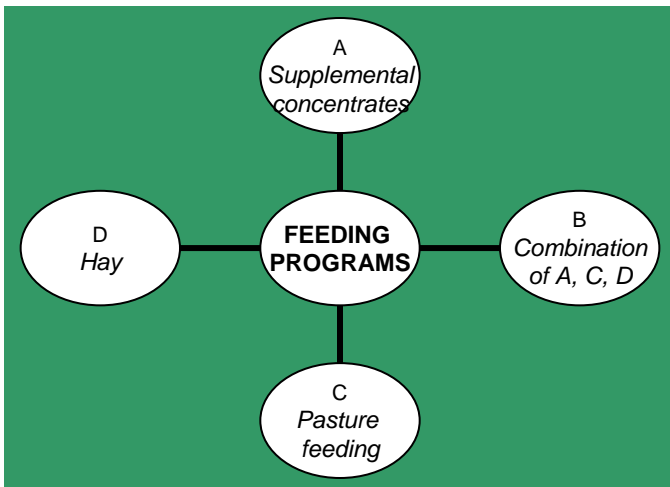 A
Supplemental
concentrates
D
Hay
FEEDING
PROGRAMS
B
Combination
of A, C, D
C
Pasture
feeding